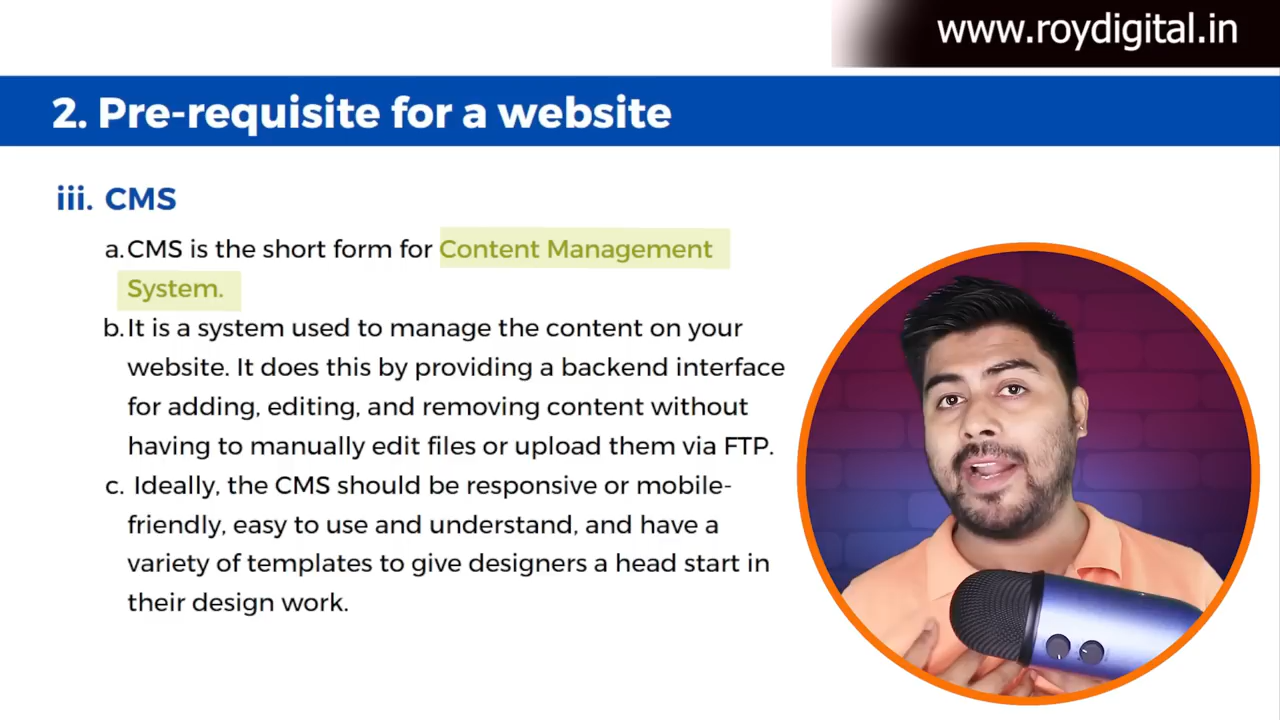 www.roydigital.in
2. Pre-requisite for a website
iii. CMS
a. CMS is the short form for Content Management
System.
b. It is a system used to manage the content on your
website. It does this by providing a backend interface
for adding, editing, and removing content without
having to manually edit files or upload them via FTP.
c. Ideally, the CMS should be responsive or mobile-
friendly, easy to use and understand, and have a
variety of templates to give designers a head start in
their design work.